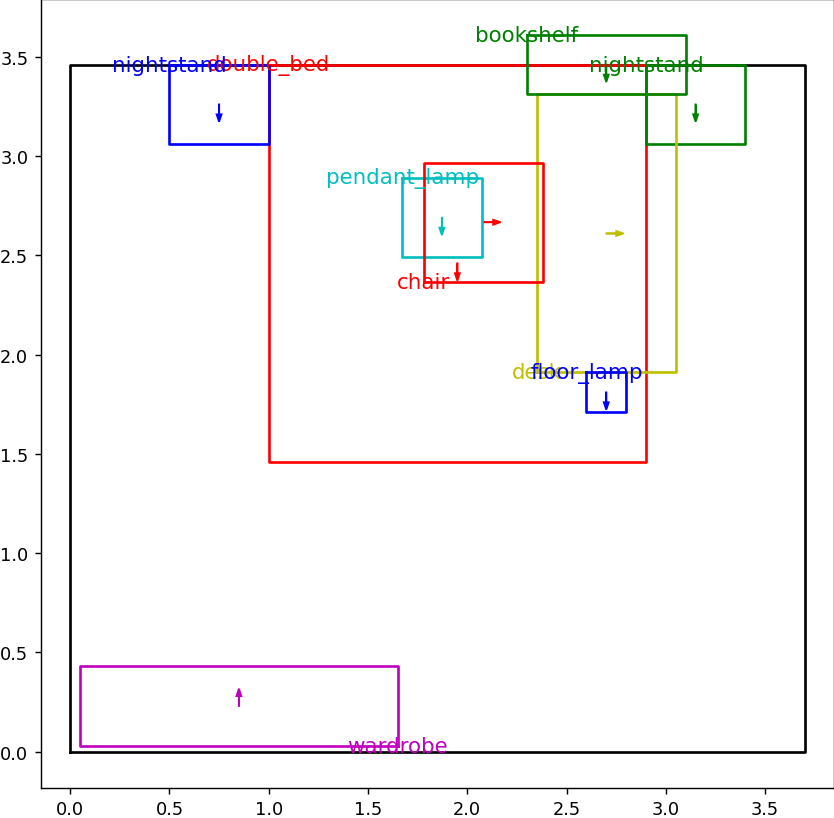 bookshelf
3.5
nightstand
double_bed
nightstand
3.0
pendant_lamp
2.5
chair
2.0
desk
floor_lamp
1.5
1.0
0.5
0.0
wardrobe
0.0 0.5 1.0 1.5 2.0 2.5 3.0 3.5